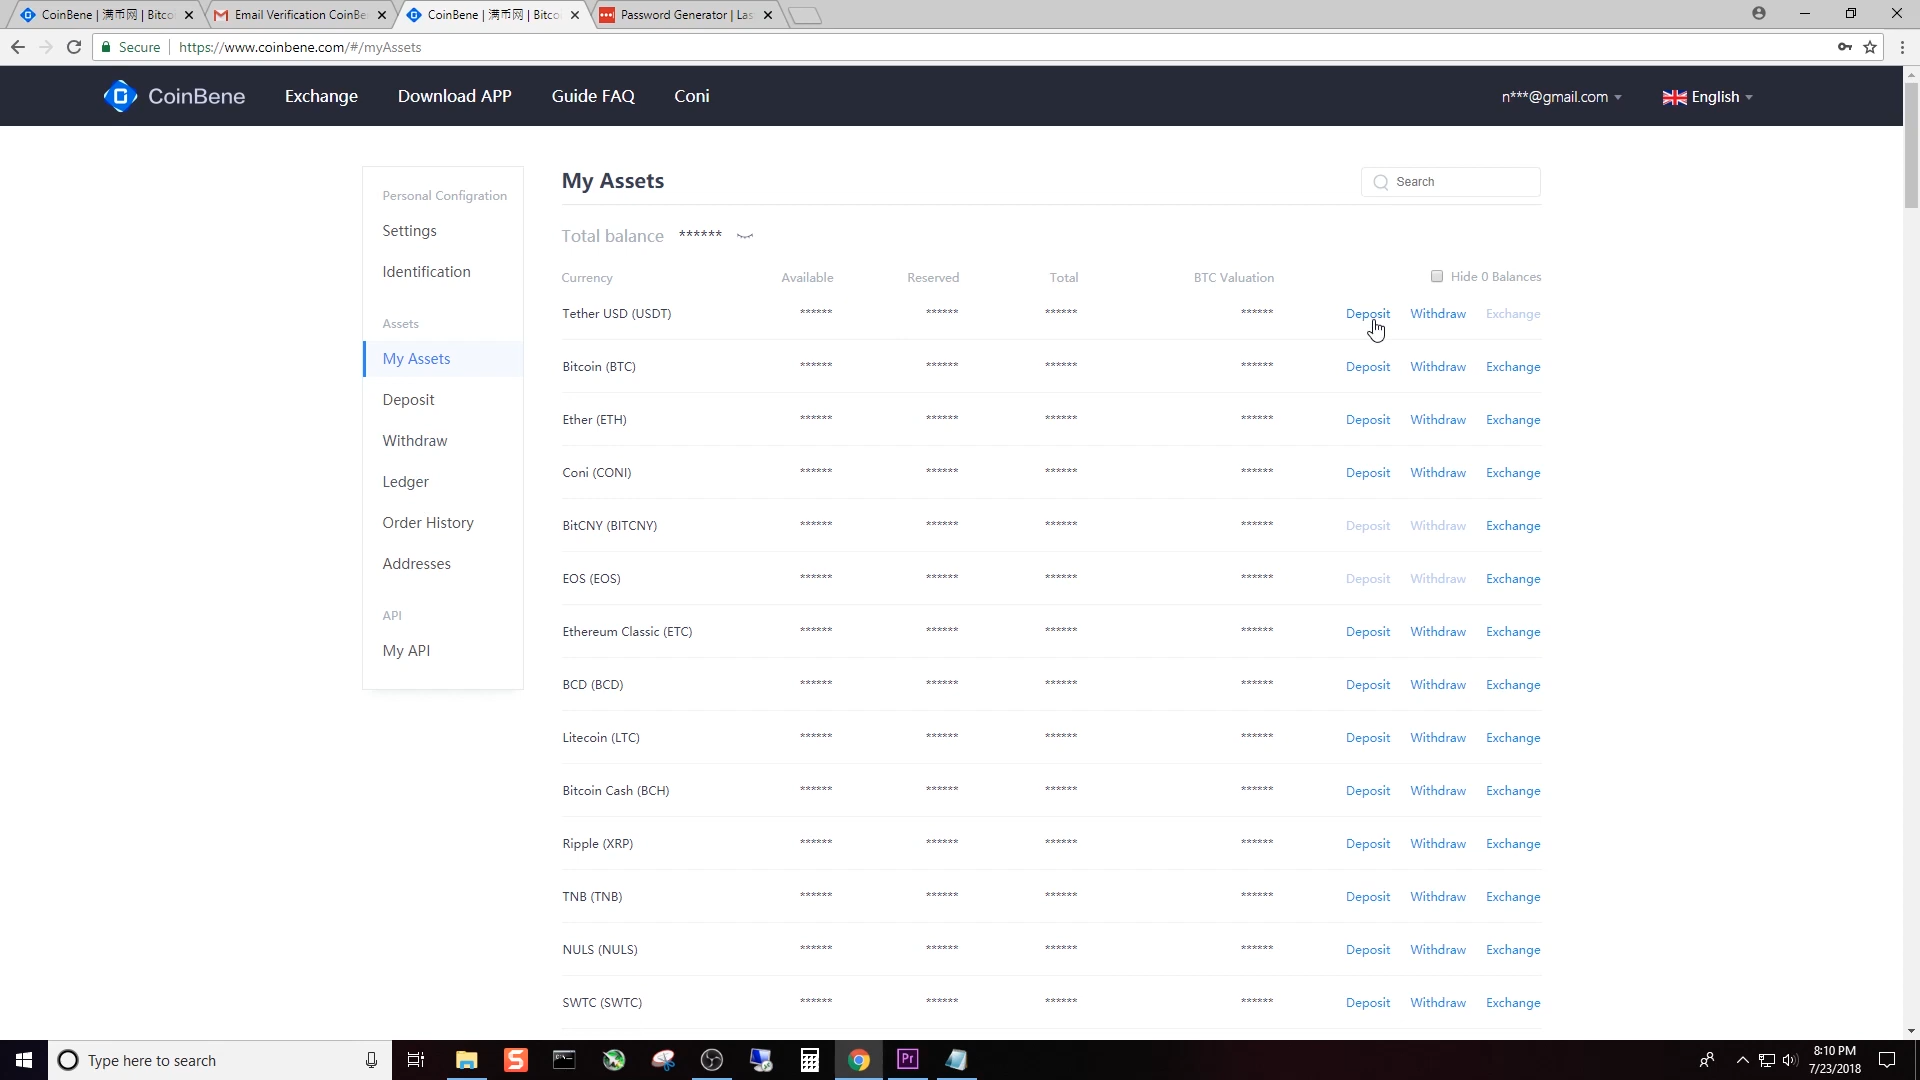 CoinBene | 满币网 | Bitco
Email Verification CoinBe
CoinBene | 满币网 | Bitco
Password Generator | Las
Secure | https://www.coinbene.com/#/myAssets
CoinBene Exchange Download APP Guide FAQ Coni n***@gmail.com English
Personal Configration
Settings
Identification
Assets
My Assets
Deposit
Withdraw
Ledger
Order History
Addresses
API
My API
My Assets Search
Total balance ******
Currency Available Reserved Total BTC Valuation Hide 0 Balances
Tether USD (USDT) ****** ****** ****** ****** Deposit Withdraw Exchange
Bitcoin (BTC) ****** ****** ****** ****** Deposit Withdraw Exchange
Ether (ETH) ****** ****** ****** ****** Deposit Withdraw Exchange
Coni (CONI) ****** ****** ****** ****** Deposit Withdraw Exchange
BitCNY (BITCNY) ****** ****** ****** ****** Deposit Withdraw Exchange
EOS (EOS) ****** ****** ****** ****** Deposit Withdraw Exchange
Ethereum Classic (ETC) ****** ****** ****** ****** Deposit Withdraw Exchange
BCD (BCD) ****** ****** ****** ****** Deposit Withdraw Exchange
Litecoin (LTC) ****** ****** ****** ****** Deposit Withdraw Exchange
Bitcoin Cash (BCH) ****** ****** ****** ****** Deposit Withdraw Exchange
Ripple (XRP) ****** ****** ****** ****** Deposit Withdraw Exchange
TNB (TNB) ****** ****** ****** ****** Deposit Withdraw Exchange
NULS (NULS) ****** ****** ****** ****** Deposit Withdraw Exchange
SWTC (SWTC) ****** ****** ****** ****** Deposit Withdraw Exchange
Type here to search
Pr
8:10 PM
7/23/2018